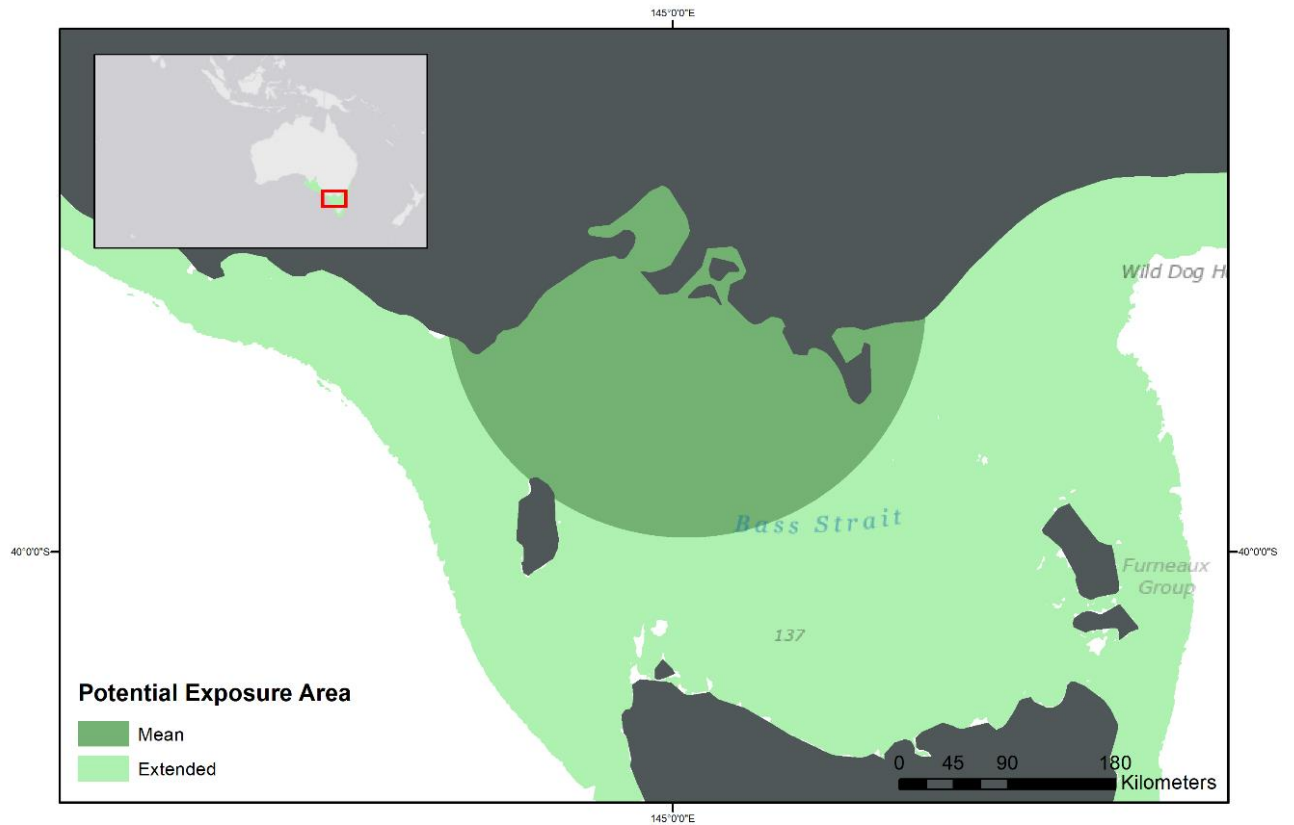 145°0'0"E
Wild Dog H
Bass Strait
40°0'0"S
40°0'0"S
Furneaux
Group
137
Potential Exposure Area
Mean
Extended
0 45 90 180
Kilometers
145°0'0"E